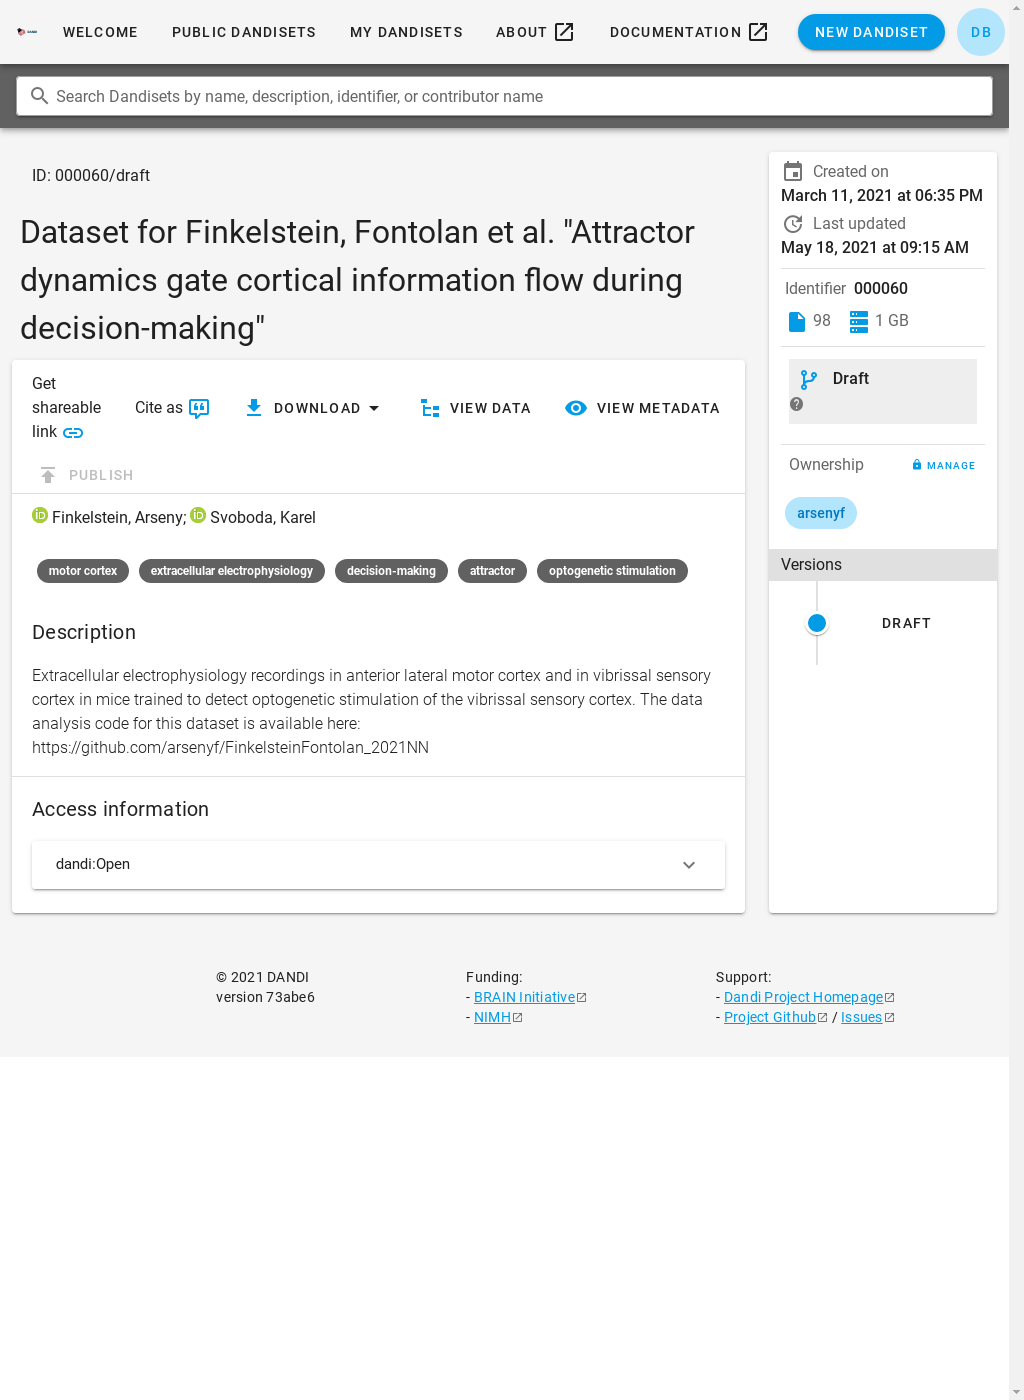 WELCOME PUBLIC DANDISETS MY DANDISETS ABOUT DOCUMENTATION NEW DANDISET DB
Search Dandisets by name, description, identifier, or contributor name
ID: 000060/draft
Dataset for Finkelstein, Fontolan et al. "Attractor
dynamics gate cortical information flow during
decision-making"
Get
shareable
link
Cite as
DOWNLOAD
VIEW DATA
VIEW METADATA
PUBLISH
Finkelstein, Arseny; Svoboda, Karel
motor cortex extracellular electrophysiology decision-making attractor optogenetic stimulation
Description
Extracellular electrophysiology recordings in anterior lateral motor cortex and in vibrissal sensory
cortex in mice trained to detect optogenetic stimulation of the vibrissal sensory cortex. The data
analysis code for this dataset is available here:
https://github.com/arsenyf/FinkelsteinFontolan_2021NN
Access information
dandi:Open
Created on
March 11, 2021 at 06:35 PM
Last updated
May 18, 2021 at 09:15 AM
Identifier 000060
98 1 GB
Draft
Ownership MANAGE
arsenyf
Versions
DRAFT
© 2021 DANDI
version 73abe6
Funding:
- BRAIN Initiative
- NIMH
Support:
- Dandi Project Homepage
- Project Github / Issues